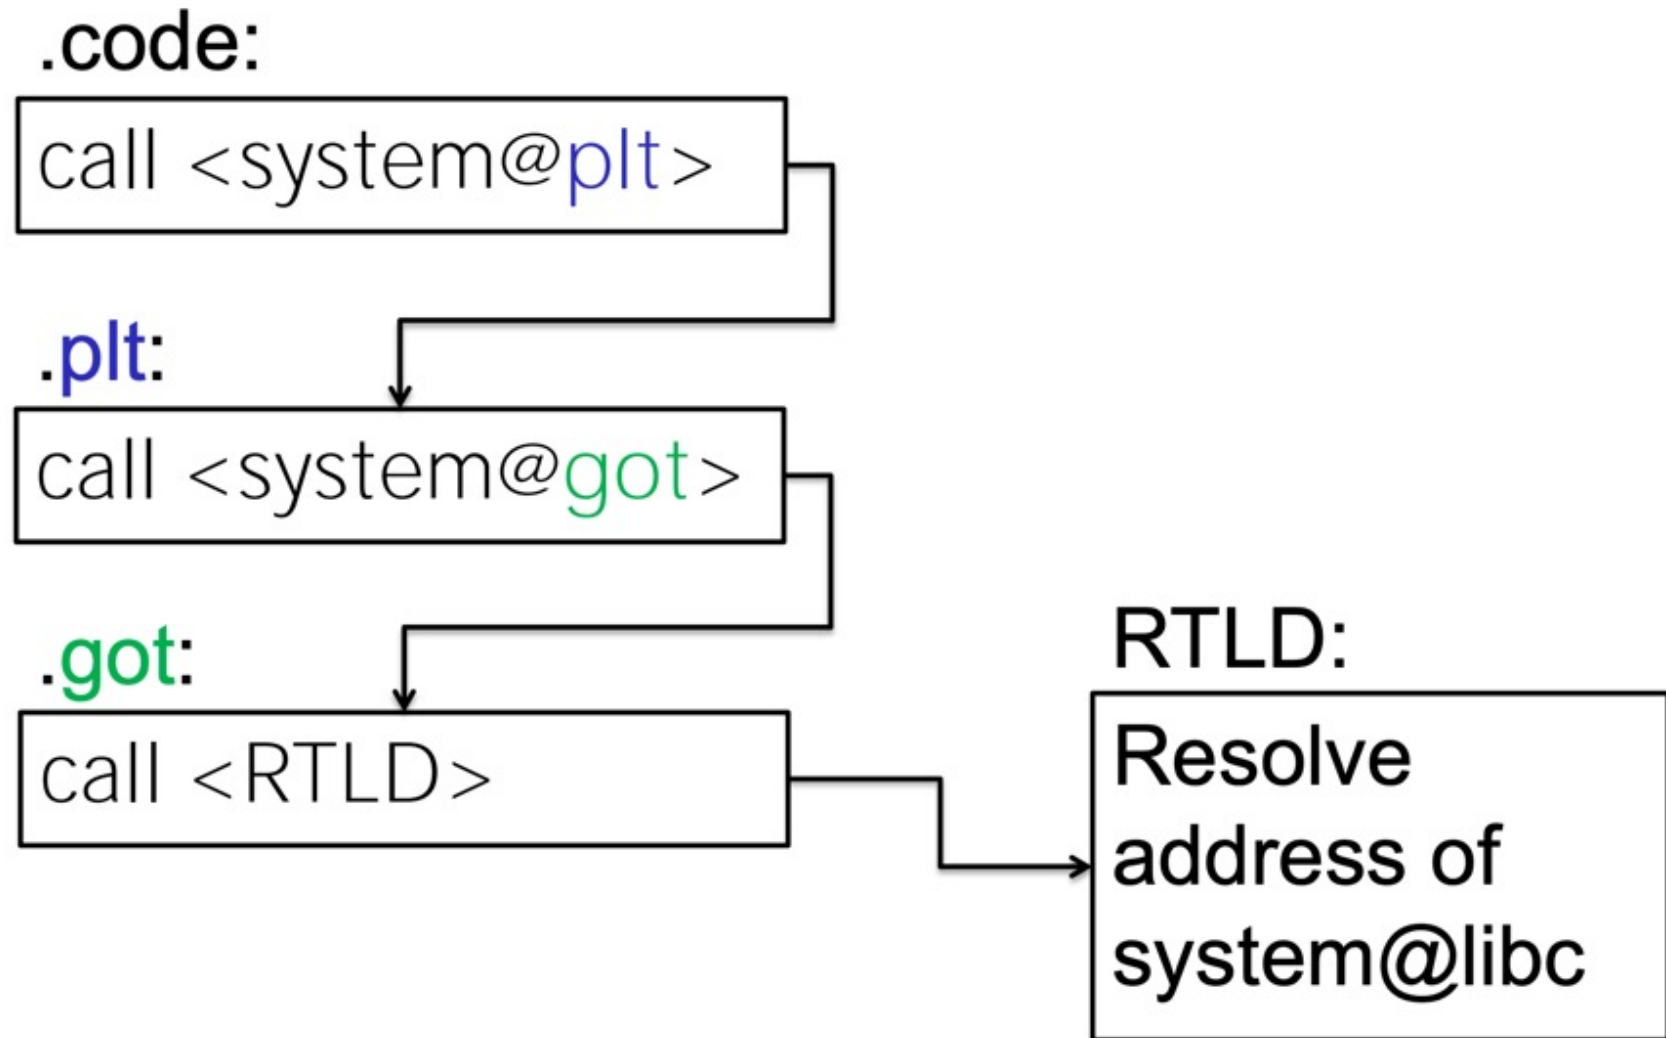 .code:
call <system@plt>
.plt:
call <system@got>
.got:
call <RTLD>
RTLD:
Resolve
address of
system@libc